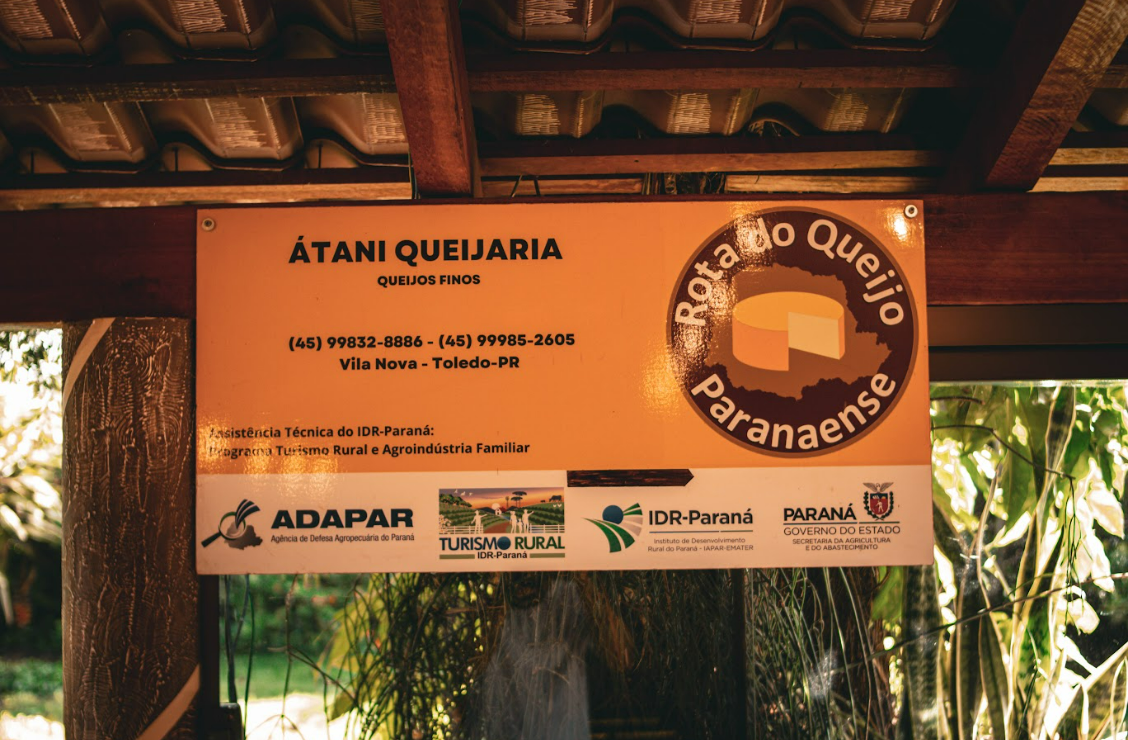 ÁTANI QUEIJARIA
QUEIJOS FINOS
(45) 99832-8886 - (45) 99985-2605
Vila Nova - Toledo-PR
Assistência Técnica do IDR-Paraná:
Programa Turismo Rural e Agroindústria Familiar
Rota do Queijo
Paranaense
ADAPAR
Agência de Defesa Agropecuária do Paraná
TURISMO RURAL
IDR-Paraná
IDR-Paraná
Instituto de Desenvolvimento
Rural do Paraná - IAPAR-EMATER
PARANÁ
GOVERNO DO ESTADO
SECRETARIA DA AGRICULTURA
E DO ABASTECIMENTO